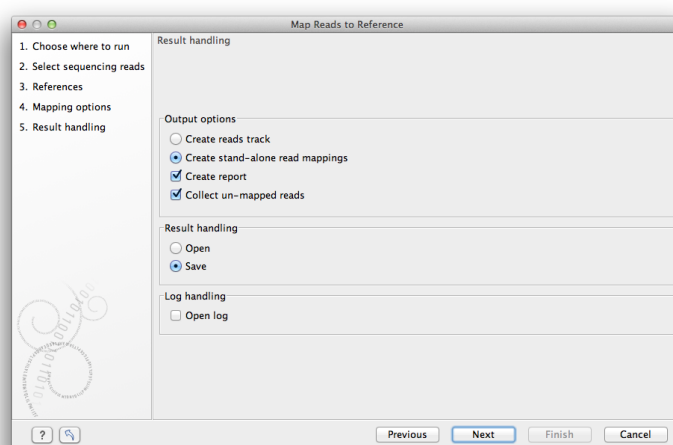 Map Reads to Reference
1. Choose where to run
2. Select sequencing reads
3. References
4. Mapping options
5. Result handling
Result handling
Output options
Create reads track
Create stand-alone read mappings
Create report
Collect un-mapped reads
Result handling
Open
Save
Log handling
Open log
?
Previous
Next
Finish
Cancel